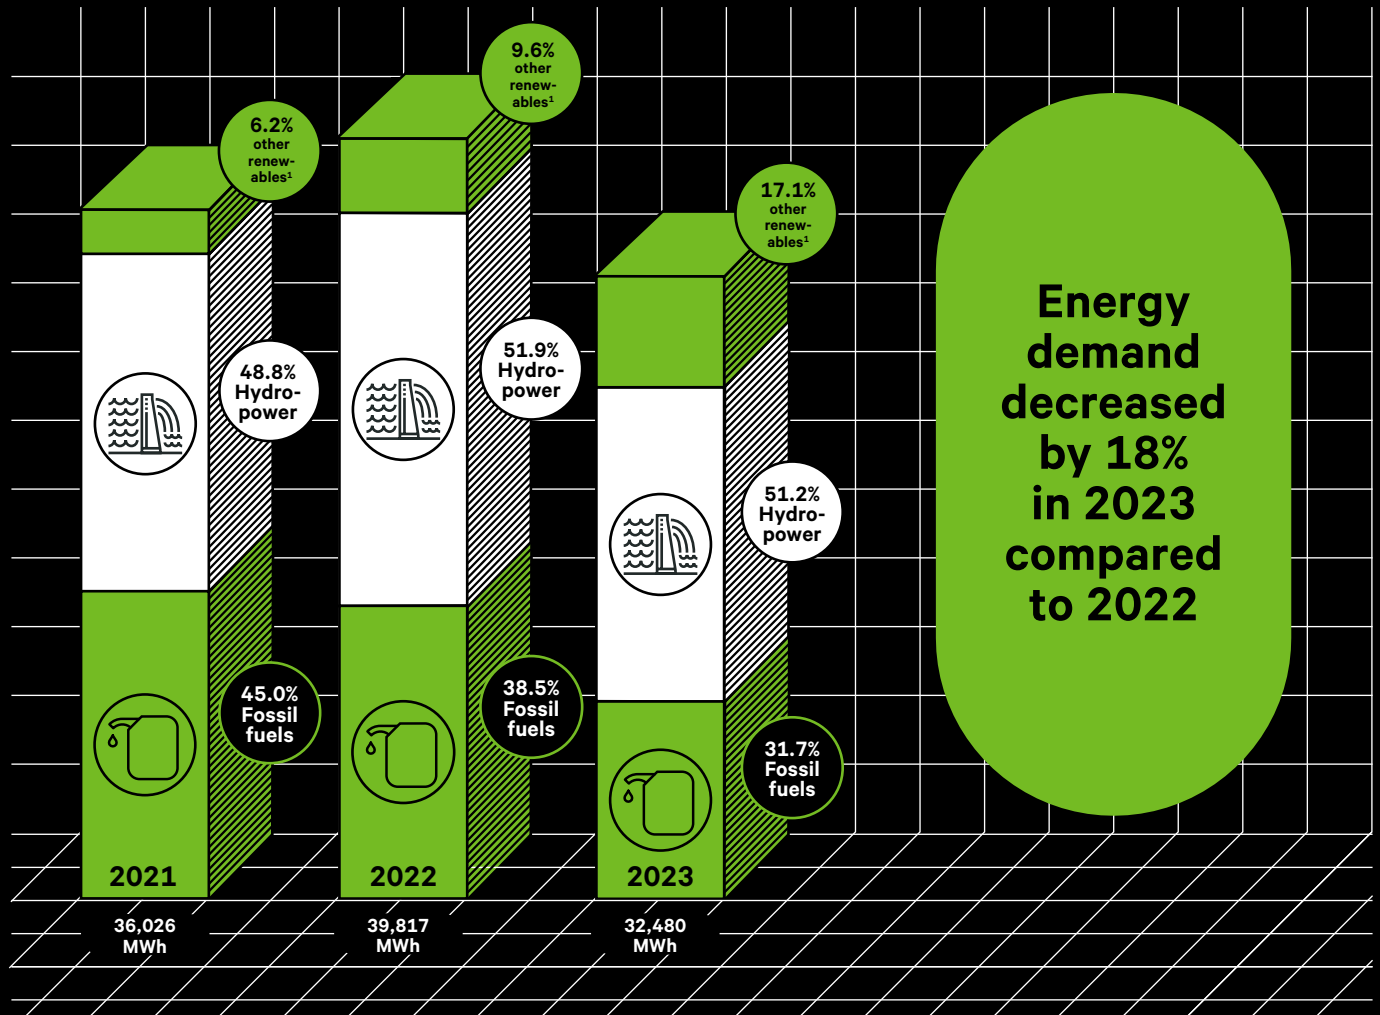 6.2%
other
renew-
ables¹
48.8%
Hydro-
power
45.0%
Fossil
fuels
2021
36,026
MWh
9.6%
other
renew-
ables¹
51.9%
Hydro-
power
38.5%
Fossil
fuels
2022
39,817
MWh
17.1%
other
renew-
ables¹
51.2%
Hydro-
power
31.7%
Fossil
fuels
2023
32,480
MWh
Energy
demand
decreased
by 18%
in 2023
compared
to 2022